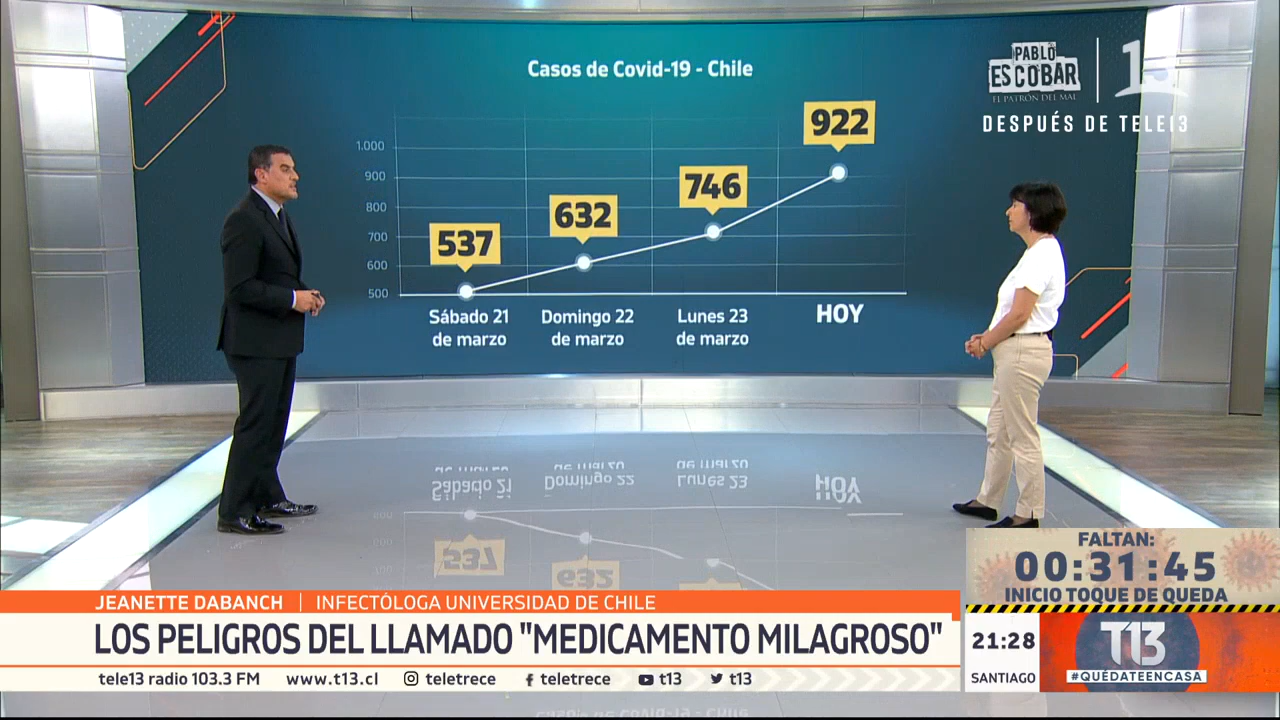 Casos de Covid-19 - Chile
PABLO
ESCOBAR
EL PATRÓN DEL MAL
13
DESPUÉS DE TELE13
1.000
900
800
700
600
500
537
632
746
922
Sábado 21
de marzo
Domingo 22
de marzo
Lunes 23
de marzo
HOY
FALTAN:
00:31:45
INICIO TOQUE DE QUEDA
JEANETTE DABANCH | INFECTÓLOGA UNIVERSIDAD DE CHILE
LOS PELIGROS DEL LLAMADO "MEDICAMENTO MILAGROSO"
21:28
SANTIAGO
T13
#QUÉDATEENCASA
tele13 radio 103.3 FM www.t13.cl teletrece teletrece t13 t13